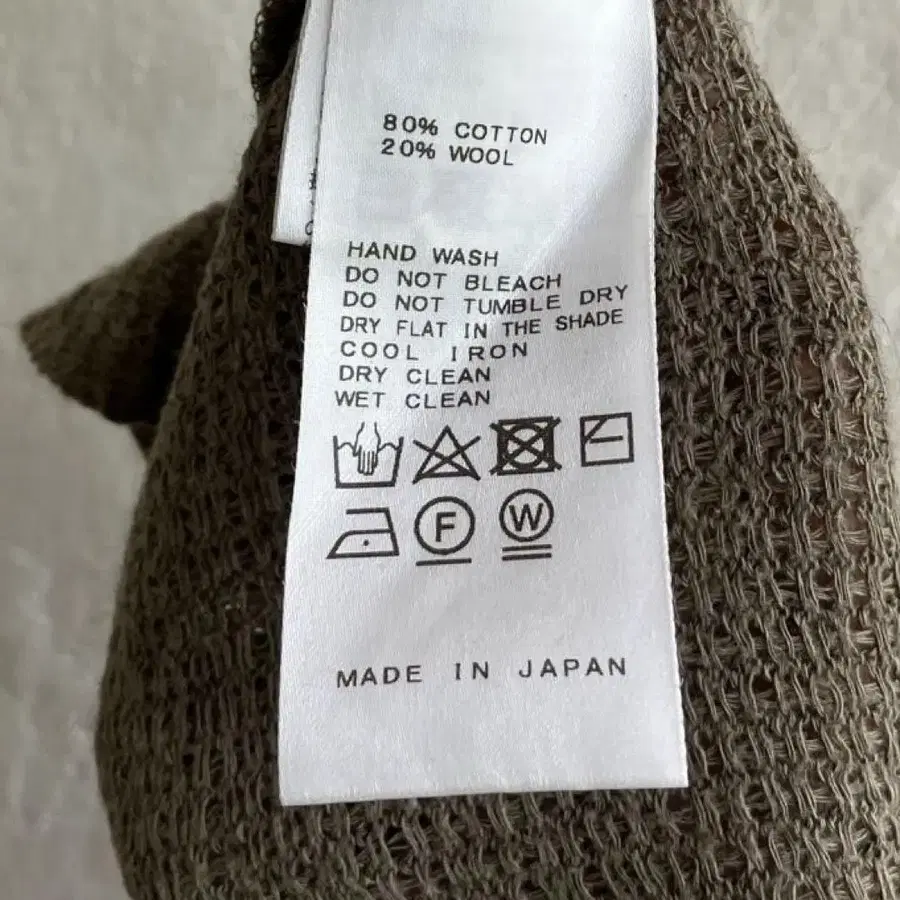 80% COTTON
20% WOOL
HAND WASH
DO NOT BLEACH
DO NOT TUMBLE DRY
DRY FLAT IN THE SHADE
COOL IRON
DRY CLEAN
WET CLEAN
F W
MADE IN JAPAN